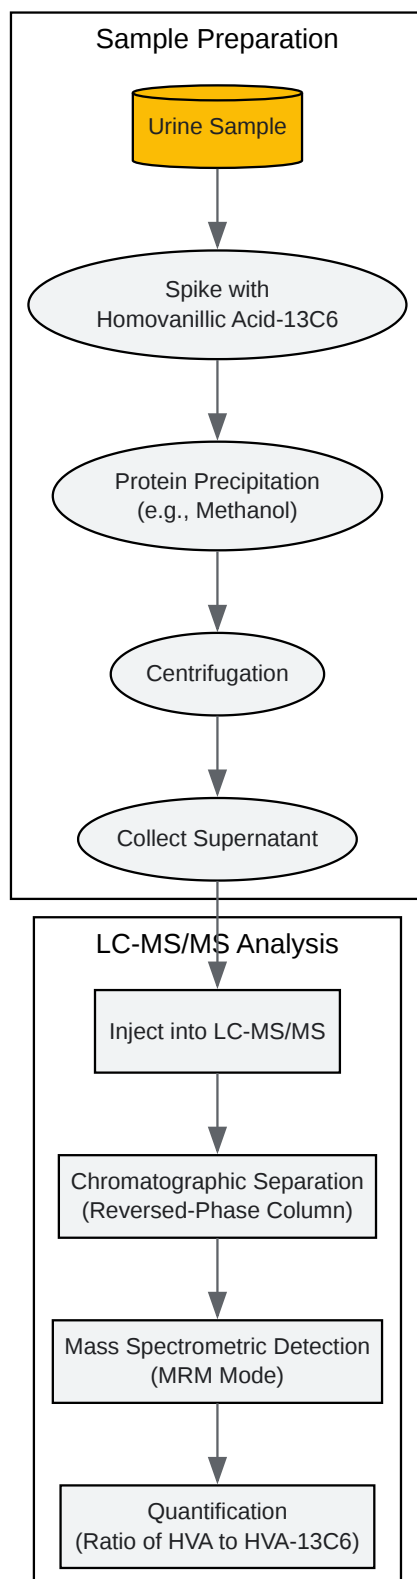 Sample Preparation
Urine Sample
Spike with
Homovanillic Acid-13C6
Protein Precipitation
(e.g., Methanol)
Centrifugation
Collect Supernatant
LC-MS/MS Analysis
Inject into LC-MS/MS
Chromatographic Separation
(Reversed-Phase Column)
Mass Spectrometric Detection
(MRM Mode)
Quantification
(Ratio of HVA to HVA-13C6)